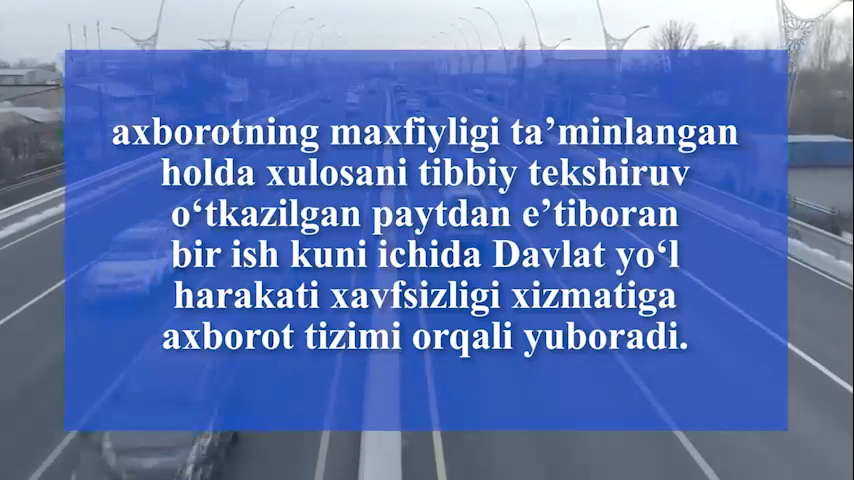 axborotning maxfiyligi ta’minlangan
holda xulosani tibbiy tekshiruv
o‘tkazilgan paytdan e’tiboran
bir ish kuni ichida Davlat yo‘l
harakati xavfsizligi xizmatiga
axborot tizimi orqali yuboradi.